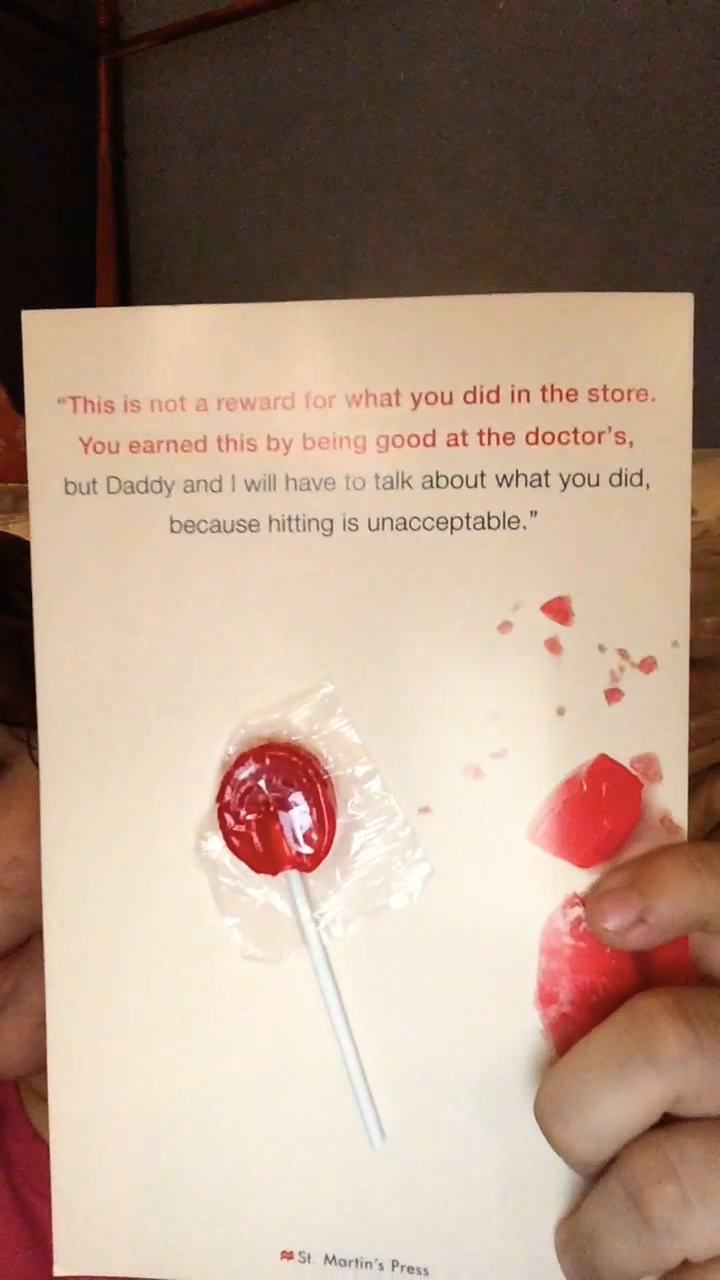 “This is not a reward for what you did in the store.
You earned this by being good at the doctor’s,
but Daddy and I will have to talk about what you did,
because hitting is unacceptable.”
St. Martin’s Press